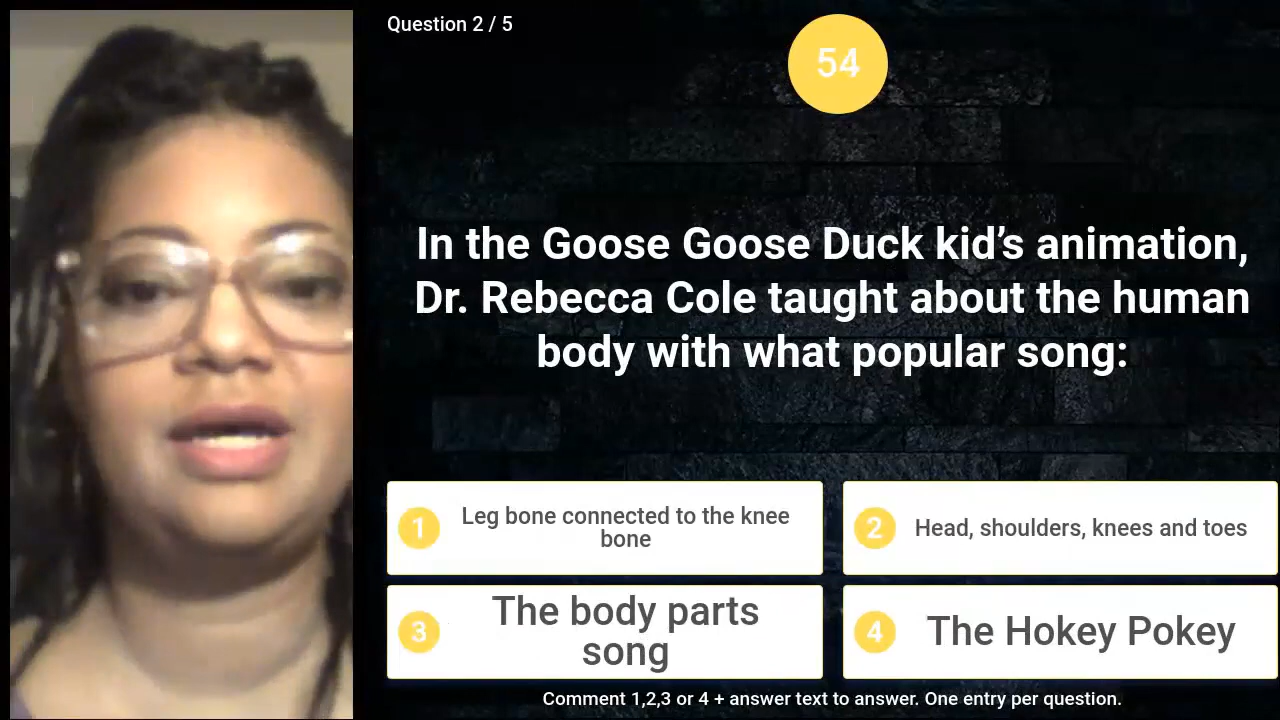 Question 2 / 5
54
In the Goose Goose Duck kid’s animation,
Dr. Rebecca Cole taught about the human
body with what popular song:
1 Leg bone connected to the knee
bone
2 Head, shoulders, knees and toes
3 The body parts
song
4 The Hokey Pokey
Comment 1,2,3 or 4 + answer text to answer. One entry per question.